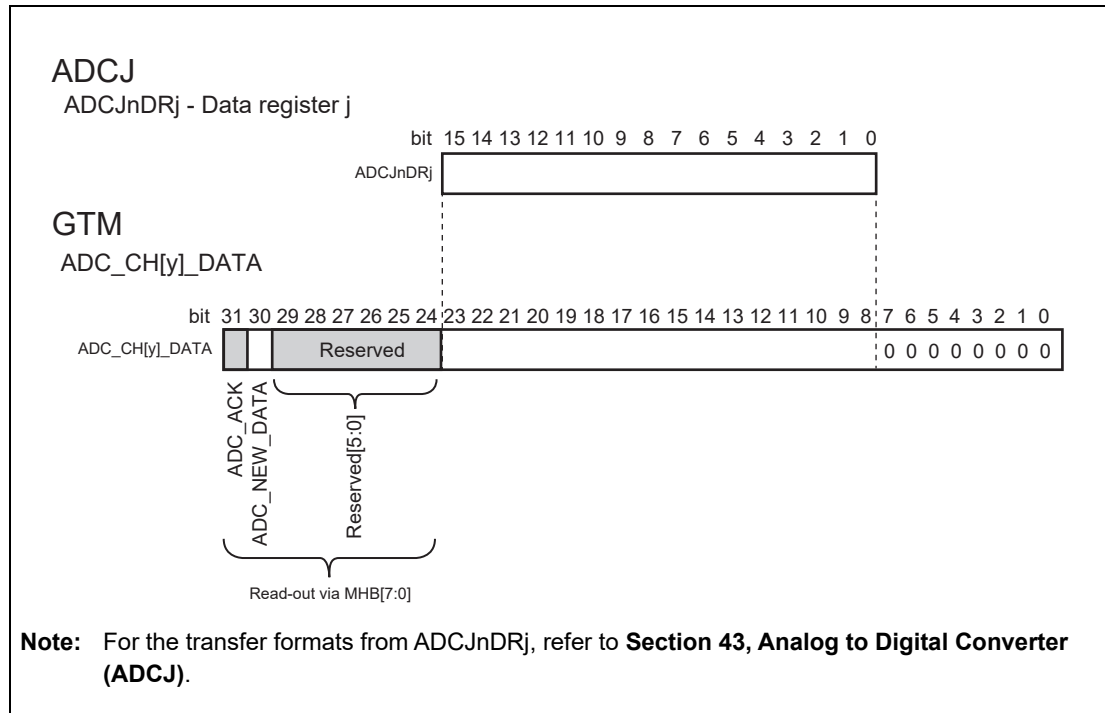 ADCJ
ADCJnDRj - Data register j
bit 15 14 13 12 11 10 9 8 7 6 5 4 3 2 1 0
ADCJnDRj
GTM
ADC_CH[y]_DATA
bit 31 30 29 28 27 26 25 24 23 22 21 20 19 18 17 16 15 14 13 12 11 10 9 8 7 6 5 4 3 2 1 0
ADC_CH[y]_DATA Reserved 0 0 0 0 0 0 0 0
ADC_ACK
ADC_NEW_DATA
Reserved[5:0]
Read-out via MHB[7:0]
Note: For the transfer formats from ADCJnDRj, refer to Section 43, Analog to Digital Converter
(ADCJ).